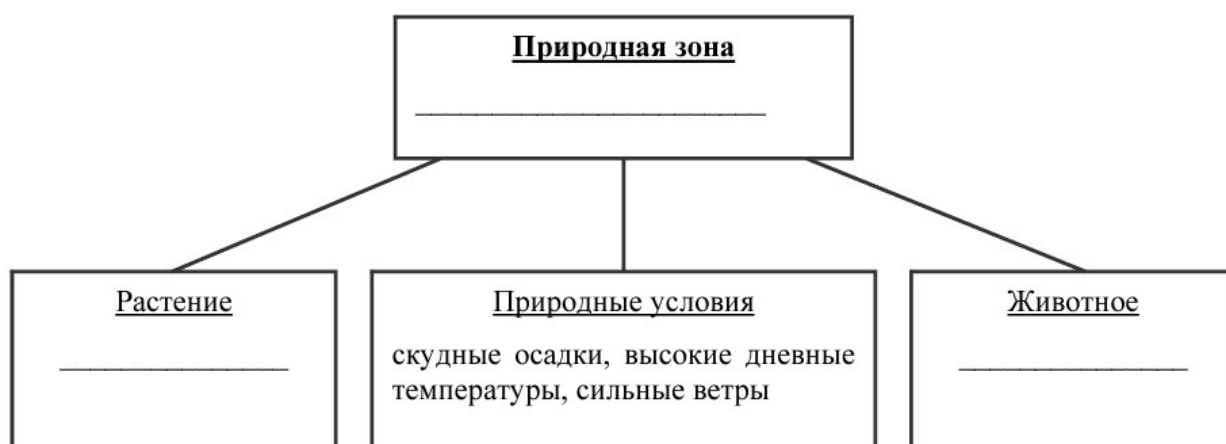 Природная зона
Растение
Природные условия
скудные осадки, высокие дневные
температуры, сильные ветры
Животное